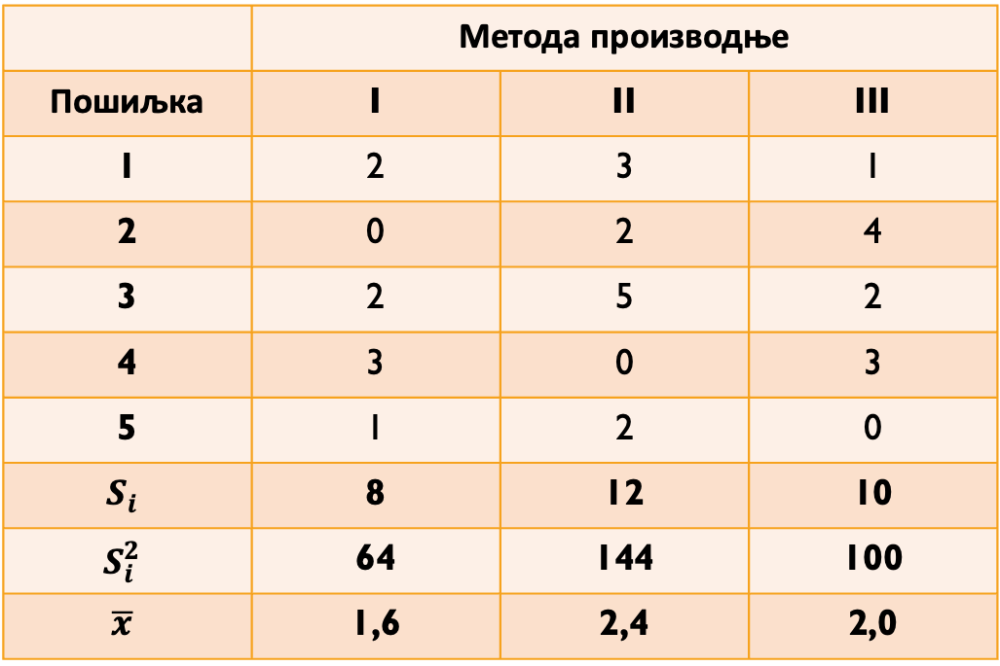 Метода производње
Пошиљка I II III
1 2 3 1
2 0 2 4
3 2 5 2
4 3 0 3
5 1 2 0
S_i 8 12 10
S_i^2 64 144 100
x̅ 1,6 2,4 2,0